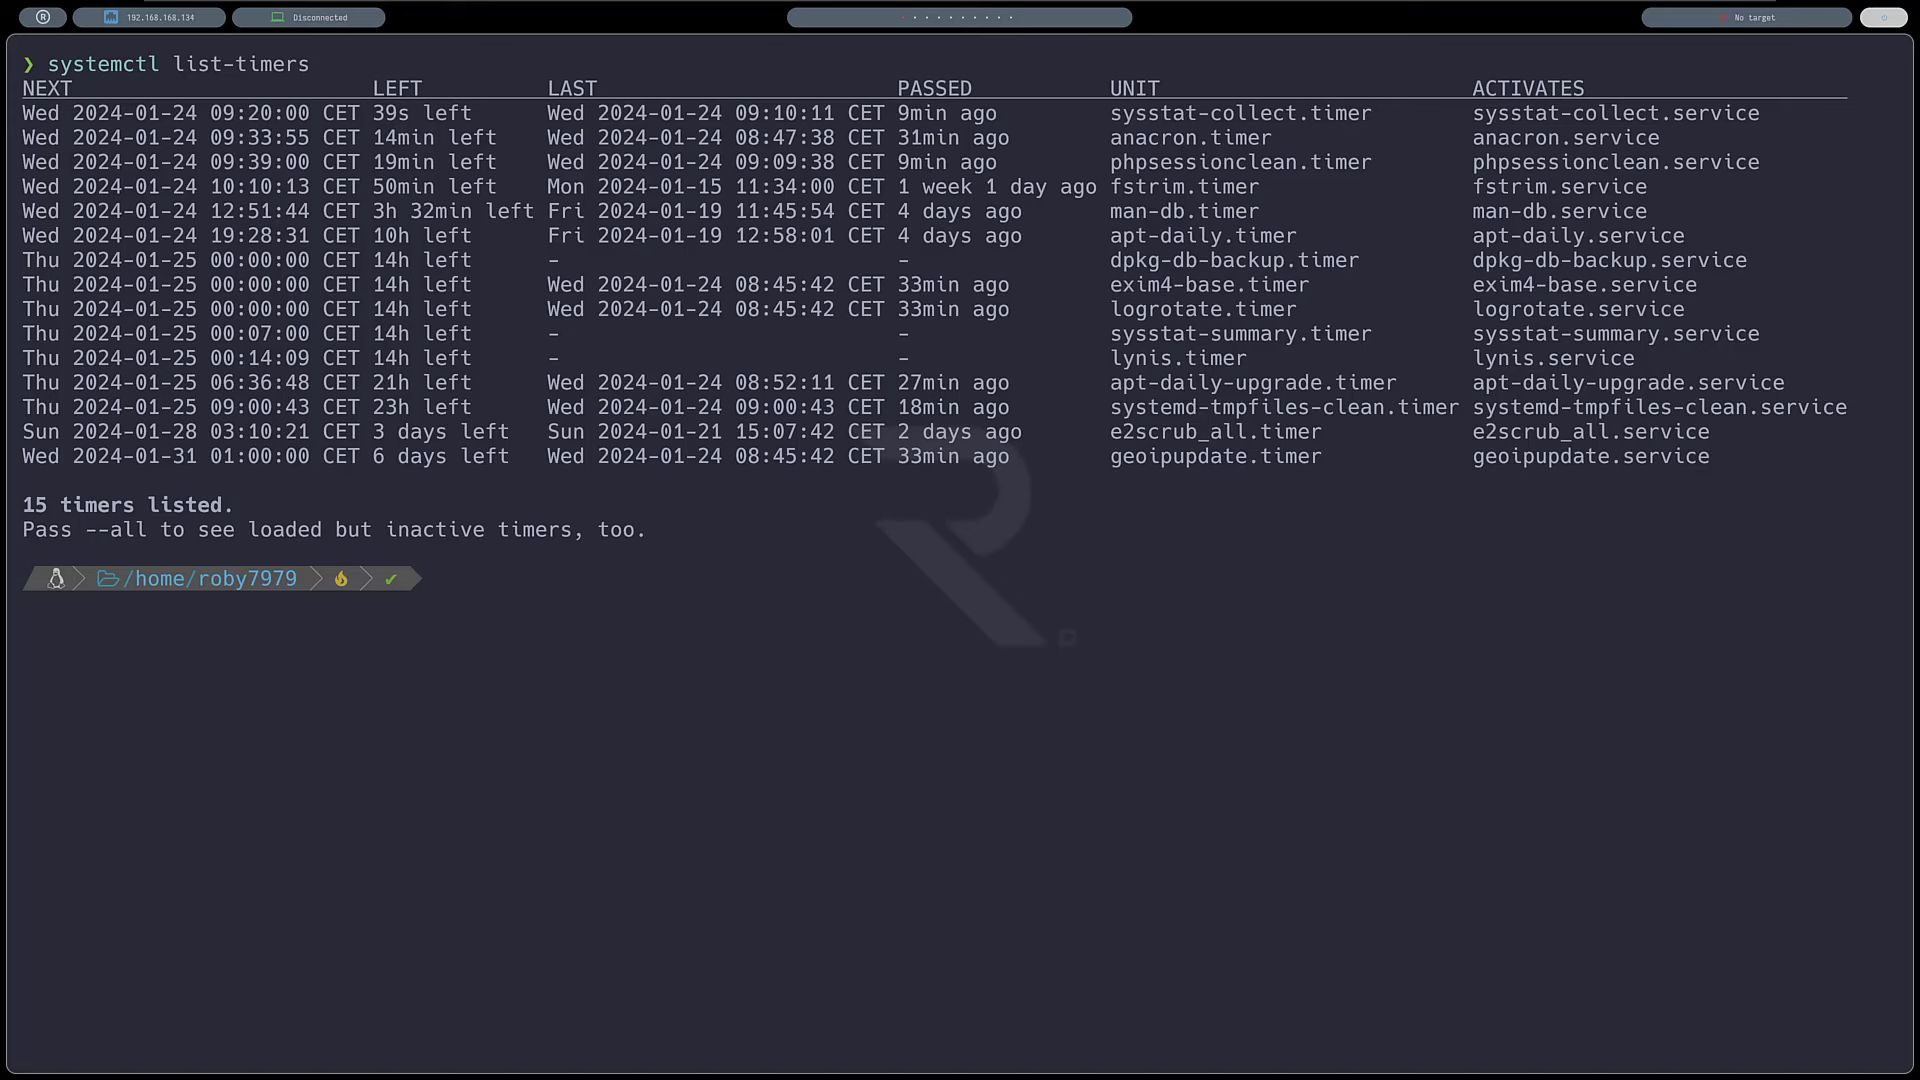 192.168.168.134 Disconnected No target
❯ systemctl list-timers
NEXT LEFT LAST PASSED UNIT ACTIVATES
Wed 2024-01-24 09:20:00 CET 39s left Wed 2024-01-24 09:10:11 CET 9min ago sysstat-collect.timer sysstat-collect.service
Wed 2024-01-24 09:33:55 CET 14min left Wed 2024-01-24 08:47:38 CET 31min ago anacron.timer anacron.service
Wed 2024-01-24 09:39:00 CET 19min left Wed 2024-01-24 09:09:38 CET 9min ago phpsessionclean.timer phpsessionclean.service
Wed 2024-01-24 10:10:13 CET 50min left Mon 2024-01-15 11:34:00 CET 1 week 1 day ago fstrim.timer fstrim.service
Wed 2024-01-24 12:51:44 CET 3h 32min left Fri 2024-01-19 11:45:54 CET 4 days ago man-db.timer man-db.service
Wed 2024-01-24 19:28:31 CET 10h left Fri 2024-01-19 12:58:01 CET 4 days ago apt-daily.timer apt-daily.service
Thu 2024-01-25 00:00:00 CET 14h left - - dpkg-db-backup.timer dpkg-db-backup.service
Thu 2024-01-25 00:00:00 CET 14h left Wed 2024-01-24 08:45:42 CET 33min ago exim4-base.timer exim4-base.service
Thu 2024-01-25 00:00:00 CET 14h left Wed 2024-01-24 08:45:42 CET 33min ago logrotate.timer logrotate.service
Thu 2024-01-25 00:07:00 CET 14h left - - sysstat-summary.timer sysstat-summary.service
Thu 2024-01-25 00:14:09 CET 14h left - - lynis.timer lynis.service
Thu 2024-01-25 06:36:48 CET 21h left Wed 2024-01-24 08:52:11 CET 27min ago apt-daily-upgrade.timer apt-daily-upgrade.service
Thu 2024-01-25 09:00:43 CET 23h left Wed 2024-01-24 09:00:43 CET 18min ago systemd-tmpfiles-clean.timer systemd-tmpfiles-clean.service
Sun 2024-01-28 03:10:21 CET 3 days left Sun 2024-01-21 15:07:42 CET 2 days ago e2scrub_all.timer e2scrub_all.service
Wed 2024-01-31 01:00:00 CET 6 days left Wed 2024-01-24 08:45:42 CET 33min ago geoipupdate.timer geoipupdate.service
15 timers listed.
Pass --all to see loaded but inactive timers, too.
/home/roby7979